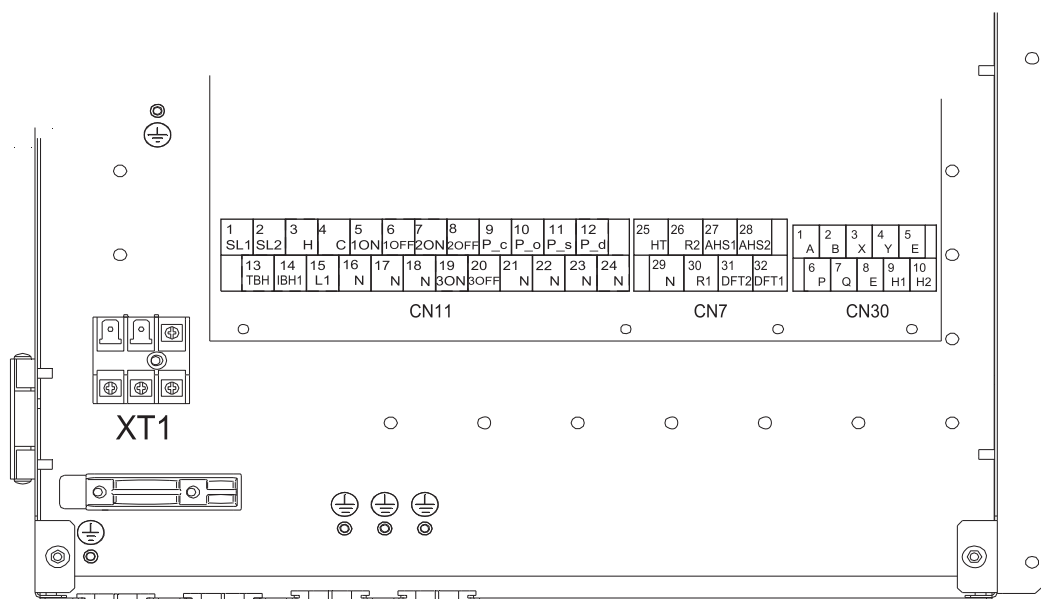 1 2 3 4 5 6 7 8 9 10 11 12
SL1 SL2 H C 1ON 1OFF 2ON 2OFF P_c P_o P_s P_d
13 14 15 16 17 18 19 20 21 22 23 24
TBH IBH1 L1 N N N 3ON 3OFF N N N N
CN11
25 26 27 28
HT R2 AHS1 AHS2
29 30 31 32
N R1 DFT2 DFT1
CN7
1 2 3 4 5
A B X Y E
6 7 8 9 10
P Q E H1 H2
CN30
XT1